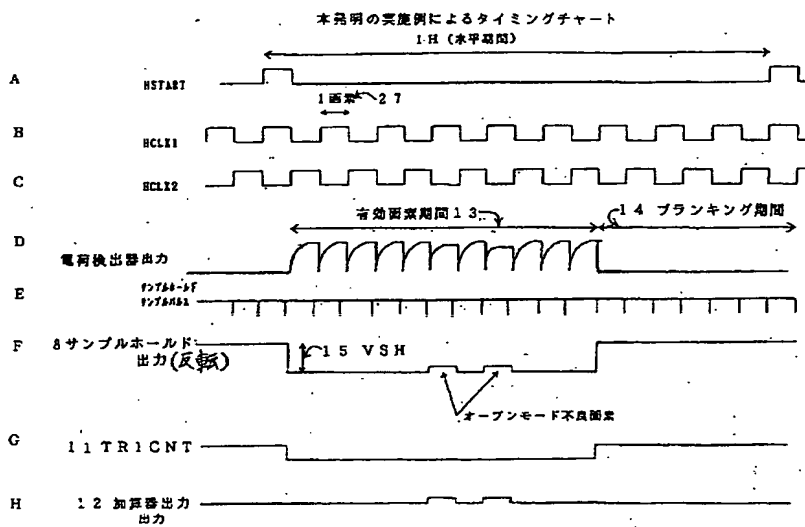 本発明の実施例によるタイミングチャート
1-H (水平期間)
A
HSTART
1画素 27
B
HCLK1
C
HCLK2
有効画素期間13
14 ブランキング期間
D
電荷検出器出力
E
サンプルホールド
サンプルパルス
F
8サンプルホールド
出力(反転)
15 VSH
オープンモード不良画素
G
11TRICNT
H
12 加算器出力
出力